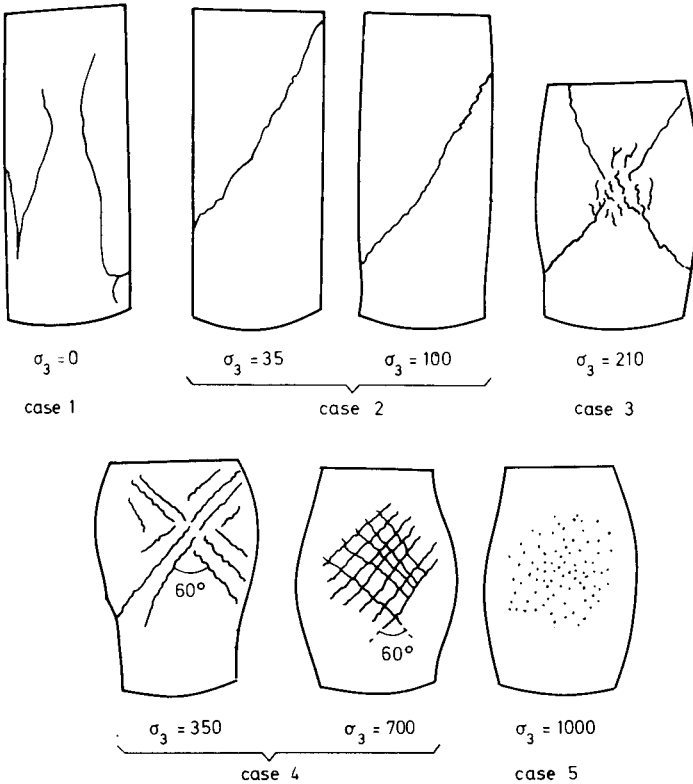 σ₃ = 0 σ₃ = 35 σ₃ = 100 σ₃ = 210
case 1 case 2 case 3
60°
60°
σ₃ = 350 σ₃ = 700 σ₃ = 1000
case 4 case 5